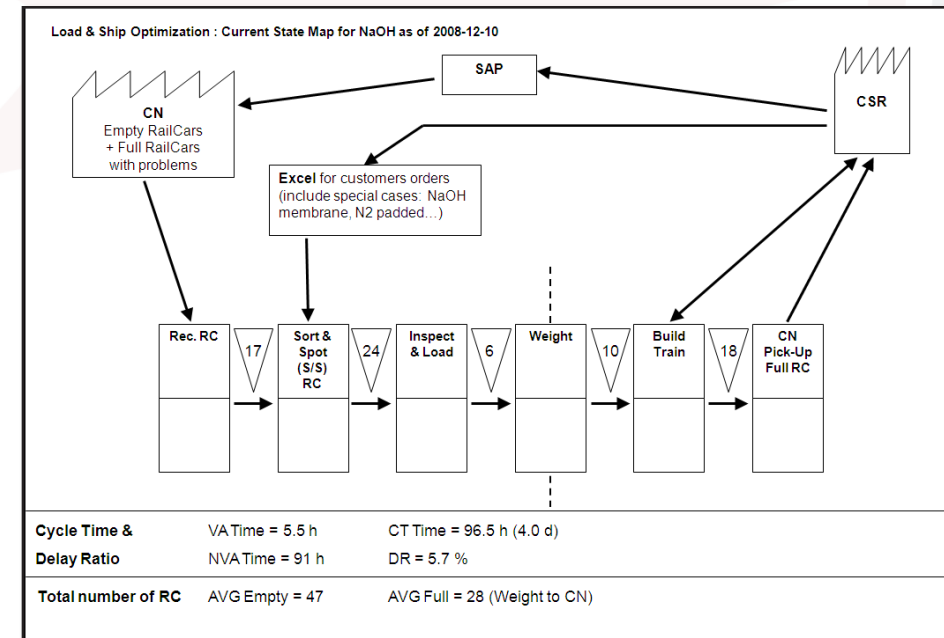 Load & Ship Optimization : Current State Map for NaOH as of 2008-12-10
SAP
CSR
CN
Empty RailCars
+ Full RailCars
with problems
Excel for customers orders
(include special cases: NaOH
membrane, N2 padded…)
Rec. RC
17
Sort &
Spot
(S/S)
RC
24
Inspect
& Load
6
Weight
10
Build
Train
18
CN
Pick-Up
Full RC
Cycle Time & VA Time = 5.5 h CT Time = 96.5 h (4.0 d)
Delay Ratio NVA Time = 91 h DR = 5.7 %
Total number of RC AVG Empty = 47 AVG Full = 28 (Weight to CN)